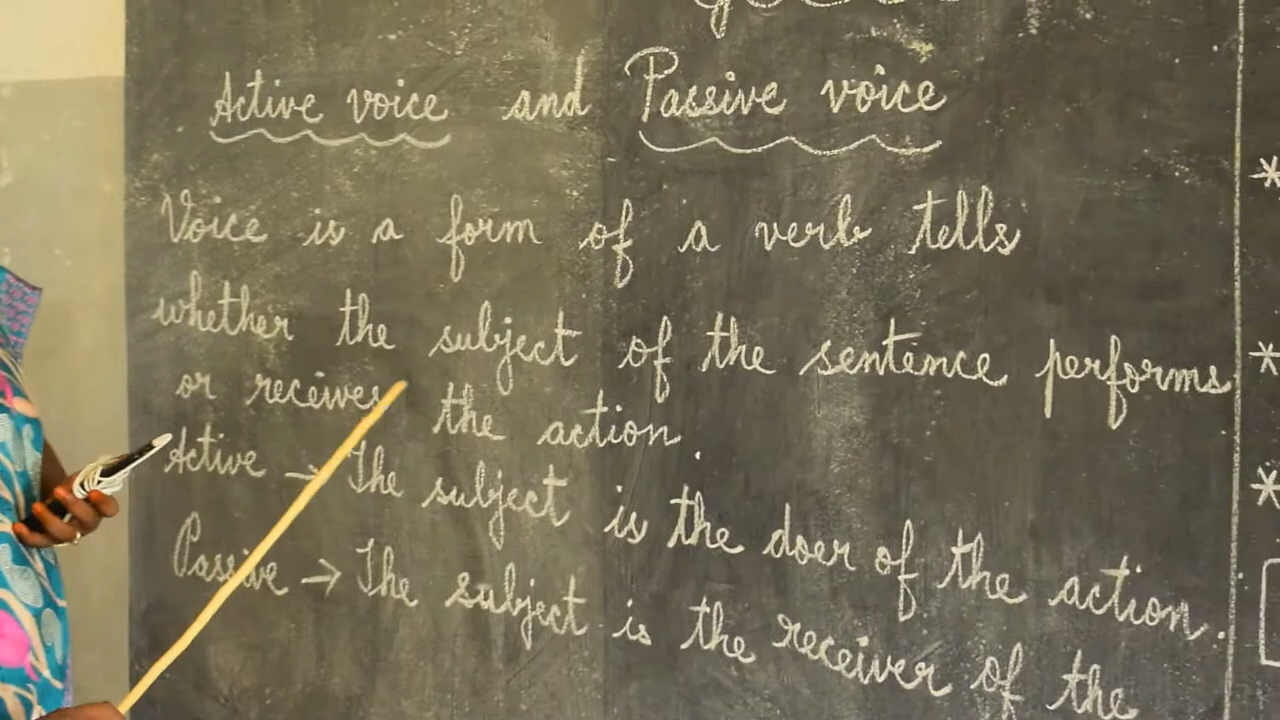 Active voice and Passive voice
Voice is a form of a verb tells
whether the subject of the sentence performs
or receives the action.
Active → The subject is the doer of the action.
Passive → The subject is the receiver of the